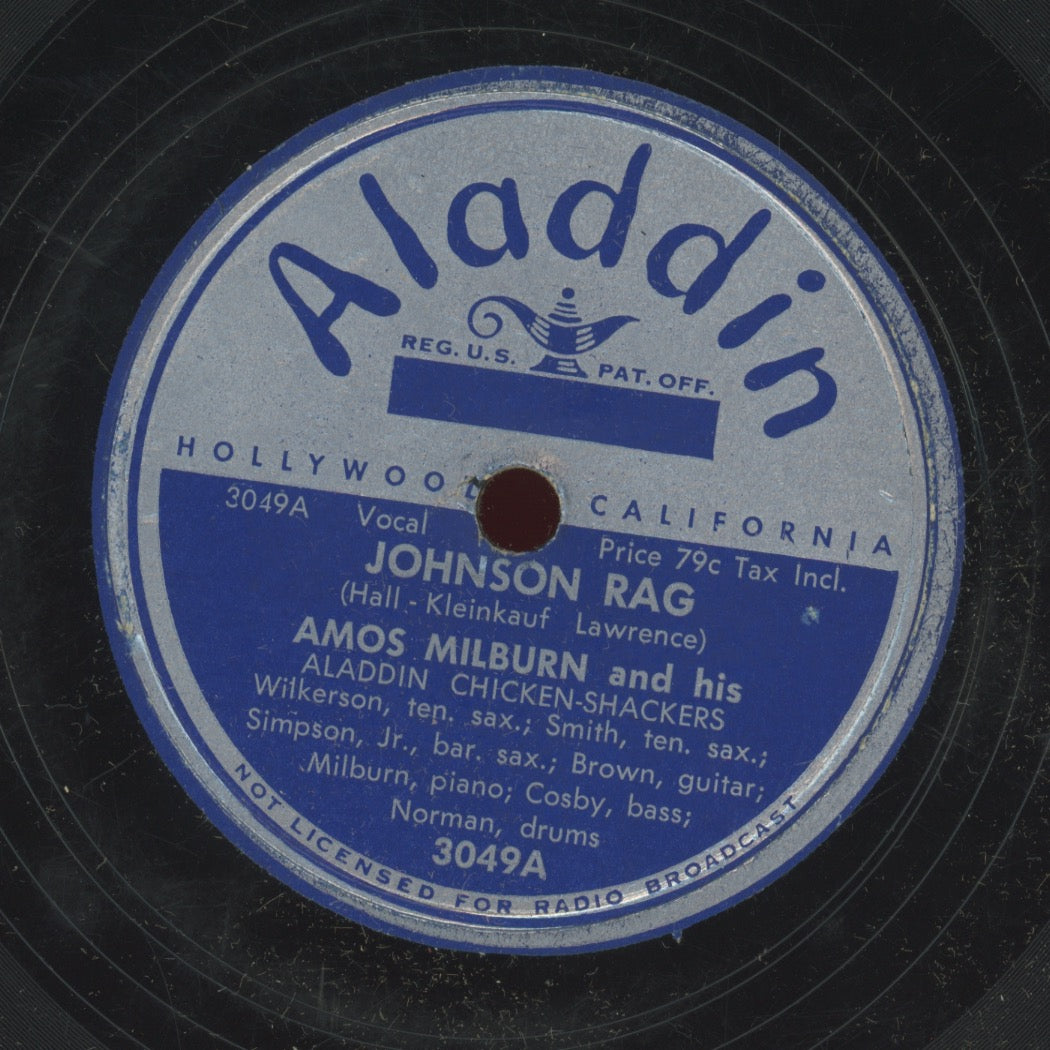 Aladdin
REG. U.S. PAT. OFF.
HOLLYWOOD CALIFORNIA
3049A Vocal Price 79c Tax Incl.
JOHNSON RAG
(Hall - Kleinkauf Lawrence)
AMOS MILBURN and his
ALADDIN CHICKEN-SHACKERS
Wilkerson, ten. sax.; Smith, ten. sax.;
Simpson, Jr., bar. sax.; Brown, guitar;
Milburn, piano; Cosby, bass;
Norman, drums
3049A
NOT LICENSED FOR RADIO BROADCAST